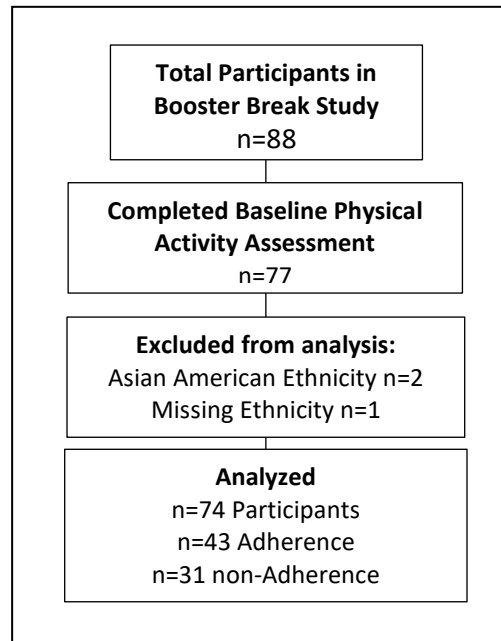 Total Participants in
Booster Break Study
n=88
Completed Baseline Physical
Activity Assessment
n=77
Excluded from analysis:
Asian American Ethnicity n=2
Missing Ethnicity n=1
Analyzed
n=74 Participants
n=43 Adherence
n=31 non-Adherence